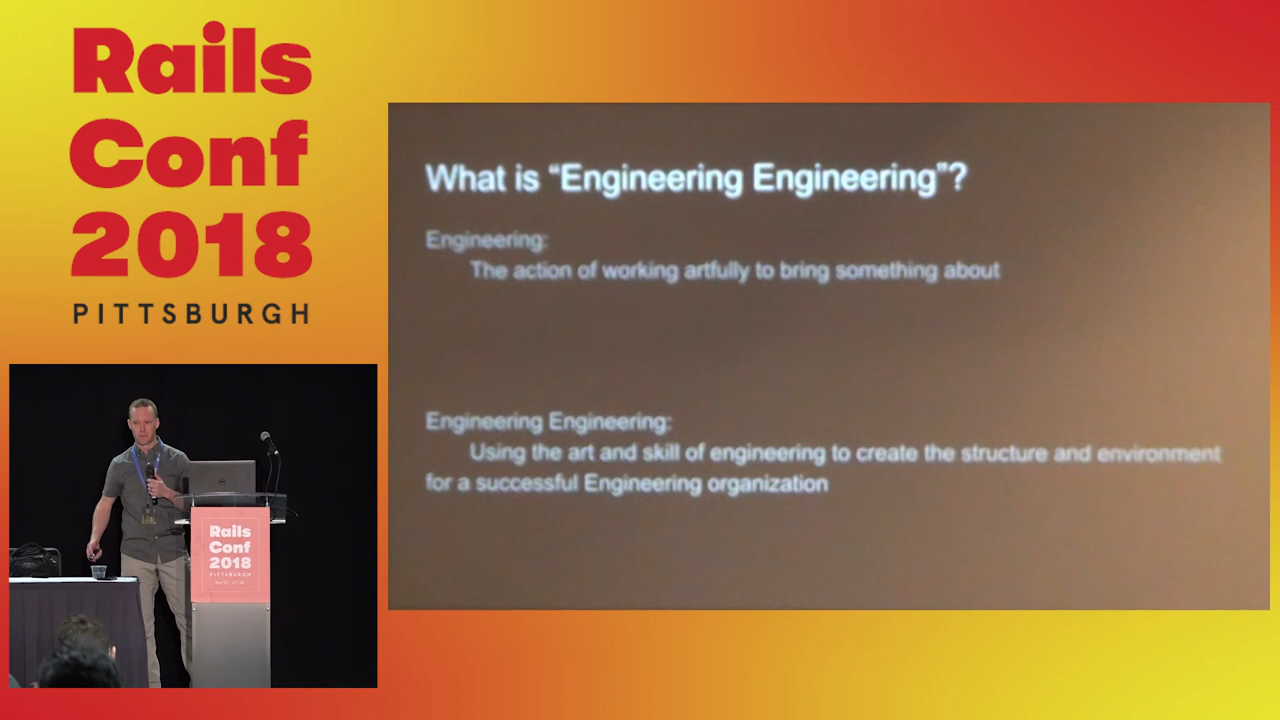 Rails
Conf
2018
PITTSBURGH
What is “Engineering Engineering”?
Engineering:
The action of working artfully to bring something about
Engineering Engineering:
Using the art and skill of engineering to create the structure and environment
for a successful Engineering organization
Rails
Conf
2018
PITTSBURGH